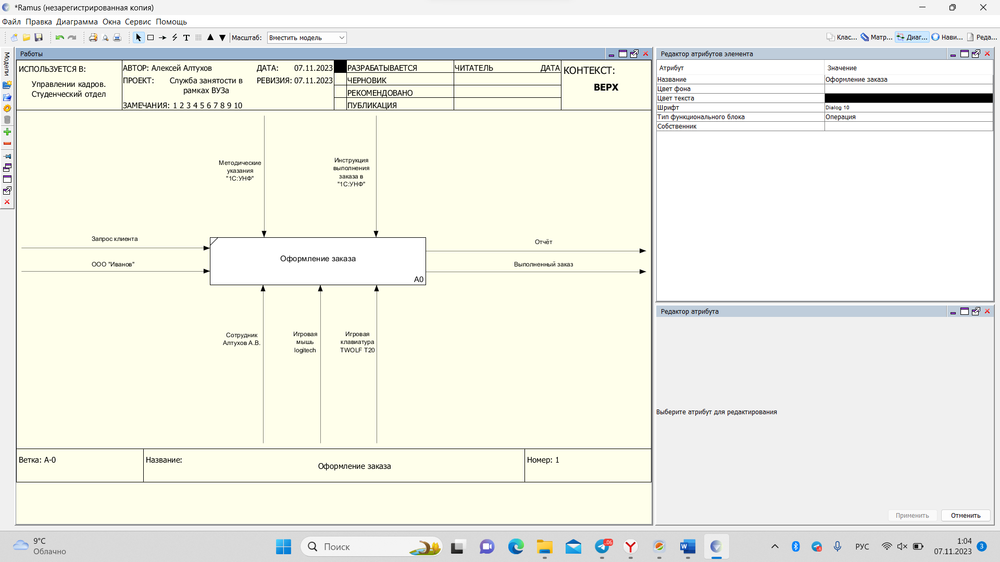 *Ramus (незарегистрированная копия)
Файл Правка Диаграмма Окна Сервис Помощь
Масштаб: Вместить модель
Клас... Матр... Диаг... Нави... Реда...
Модели
Работы
ИСПОЛЬЗУЕТСЯ В:
Управлении кадров.
Студенческий отдел
АВТОР: Алексей Алтухов
ДАТА: 07.11.2023
ПРОЕКТ: Служба занятости в
рамках ВУЗа
РЕВИЗИЯ: 07.11.2023
ЗАМЕЧАНИЯ: 1 2 3 4 5 6 7 8 9 10
РАЗРАБАТЫВАЕТСЯ
ЧЕРНОВИК
РЕКОМЕНДОВАНО
ПУБЛИКАЦИЯ
ЧИТАТЕЛЬ ДАТА
КОНТЕКСТ:
ВЕРХ
Методические
указания
"1С:УНФ"
Инструкция
выполнения
заказа в
"1С:УНФ"
Запрос клиента
ООО "Иванов"
Оформление заказа
A0
Отчёт
Выполненный заказ
Сотрудник
Алтухов А.В.
Игровая
мышь
logitech
Игровая
клавиатура
TWOLF T20
Ветка: A-0
Название:
Оформление заказа
Номер: 1
Редактор атрибутов элемента
Атрибут Значение
Название Оформление заказа
Цвет фона
Цвет текста
Шрифт Dialog 10
Тип функционального блока Операция
Собственник
Редактор атрибута
Выберите атрибут для редактирования
Применить Отменить
9°C
Облачно
Поиск
.06
РУС
1:04
07.11.2023
3